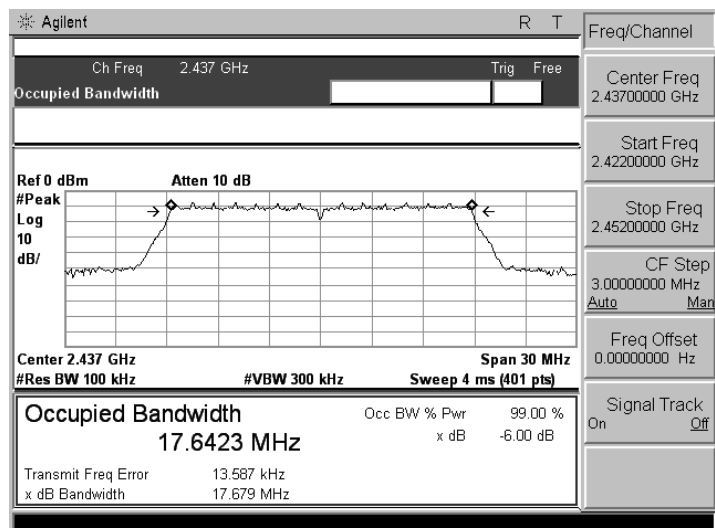 Agilent R T
Ch Freq 2.437 GHz Trig Free
Occupied Bandwidth
Ref 0 dBm Atten 10 dB
#Peak
Log
10
dB/
Center 2.437 GHz Span 30 MHz
#Res BW 100 kHz #VBW 300 kHz Sweep 4 ms (401 pts)
Occupied Bandwidth
17.6423 MHz
Occ BW % Pwr 99.00 %
x dB -6.00 dB
Transmit Freq Error 13.587 kHz
x dB Bandwidth 17.679 MHz
Freq/Channel
Center Freq
2.43700000 GHz
Start Freq
2.42200000 GHz
Stop Freq
2.45200000 GHz
CF Step
3.00000000 MHz
Auto Man
Freq Offset
0.00000000 Hz
Signal Track
On Off